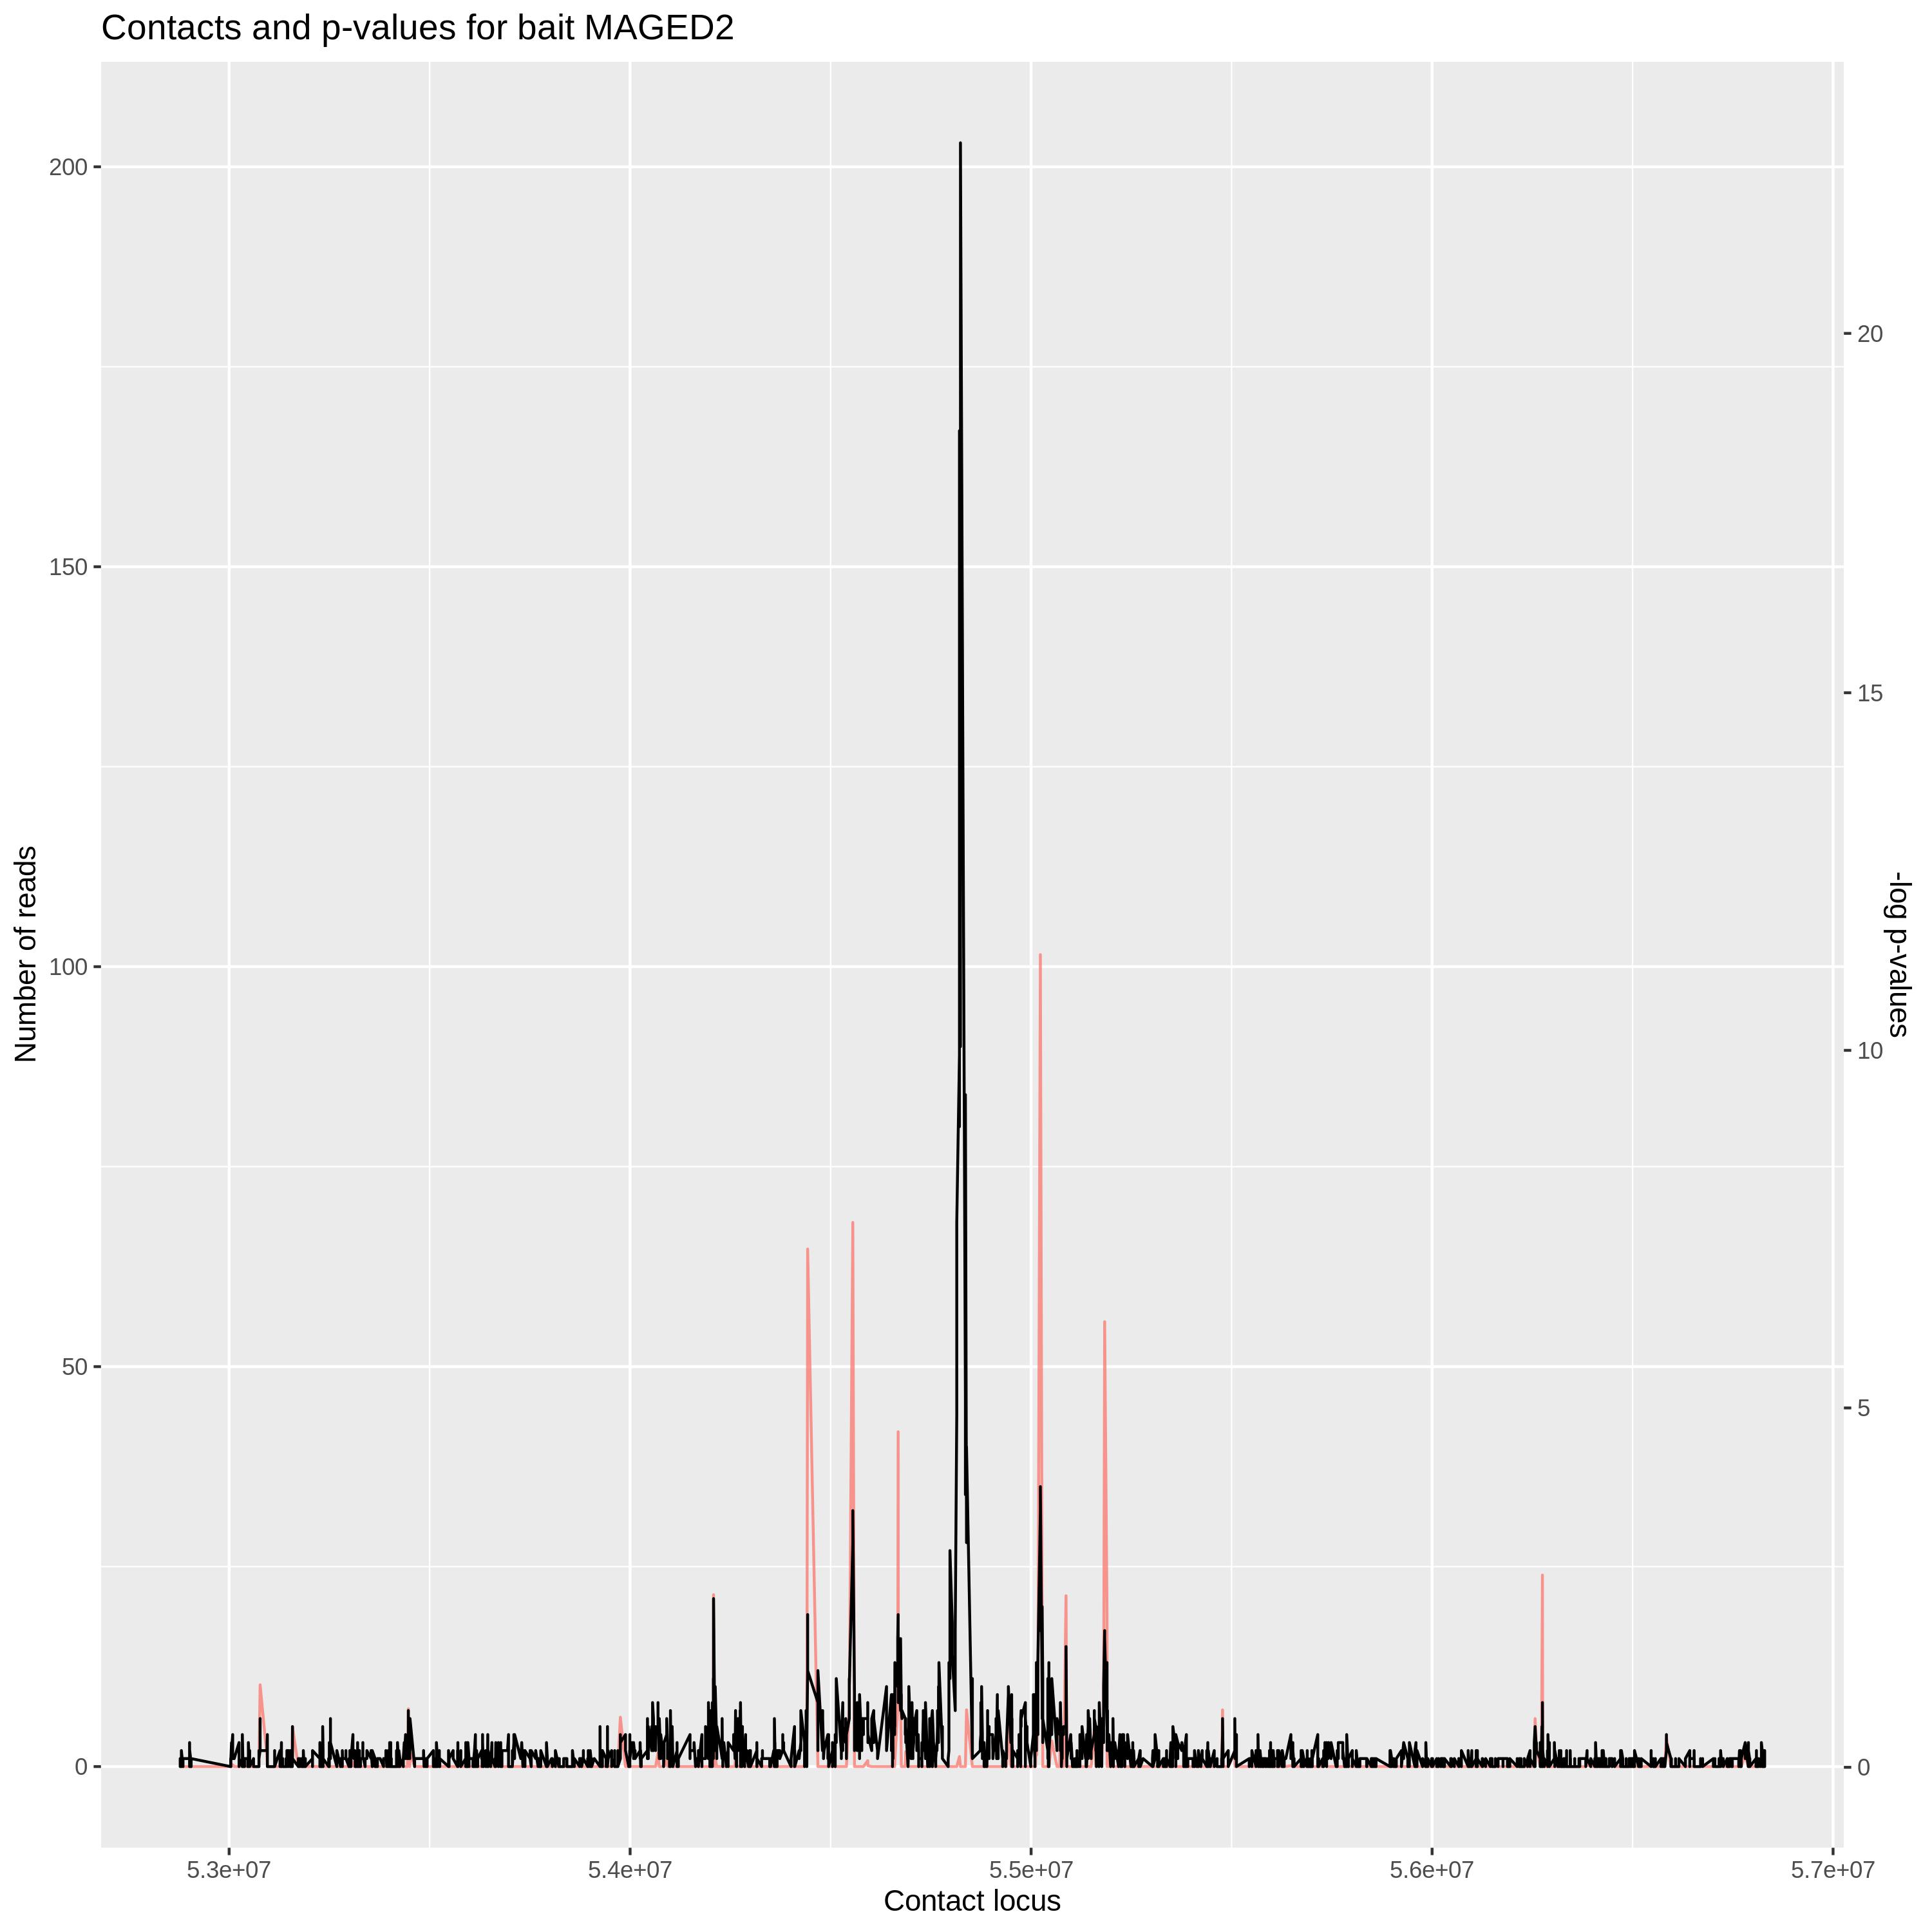 Contacts and p-values for bait MAGED2
200
150
100
50
0
Number of reads
20
15
10
5
0
-log p-values
5.3e+07
5.4e+07
5.5e+07
5.6e+07
5.7e+07
Contact locus